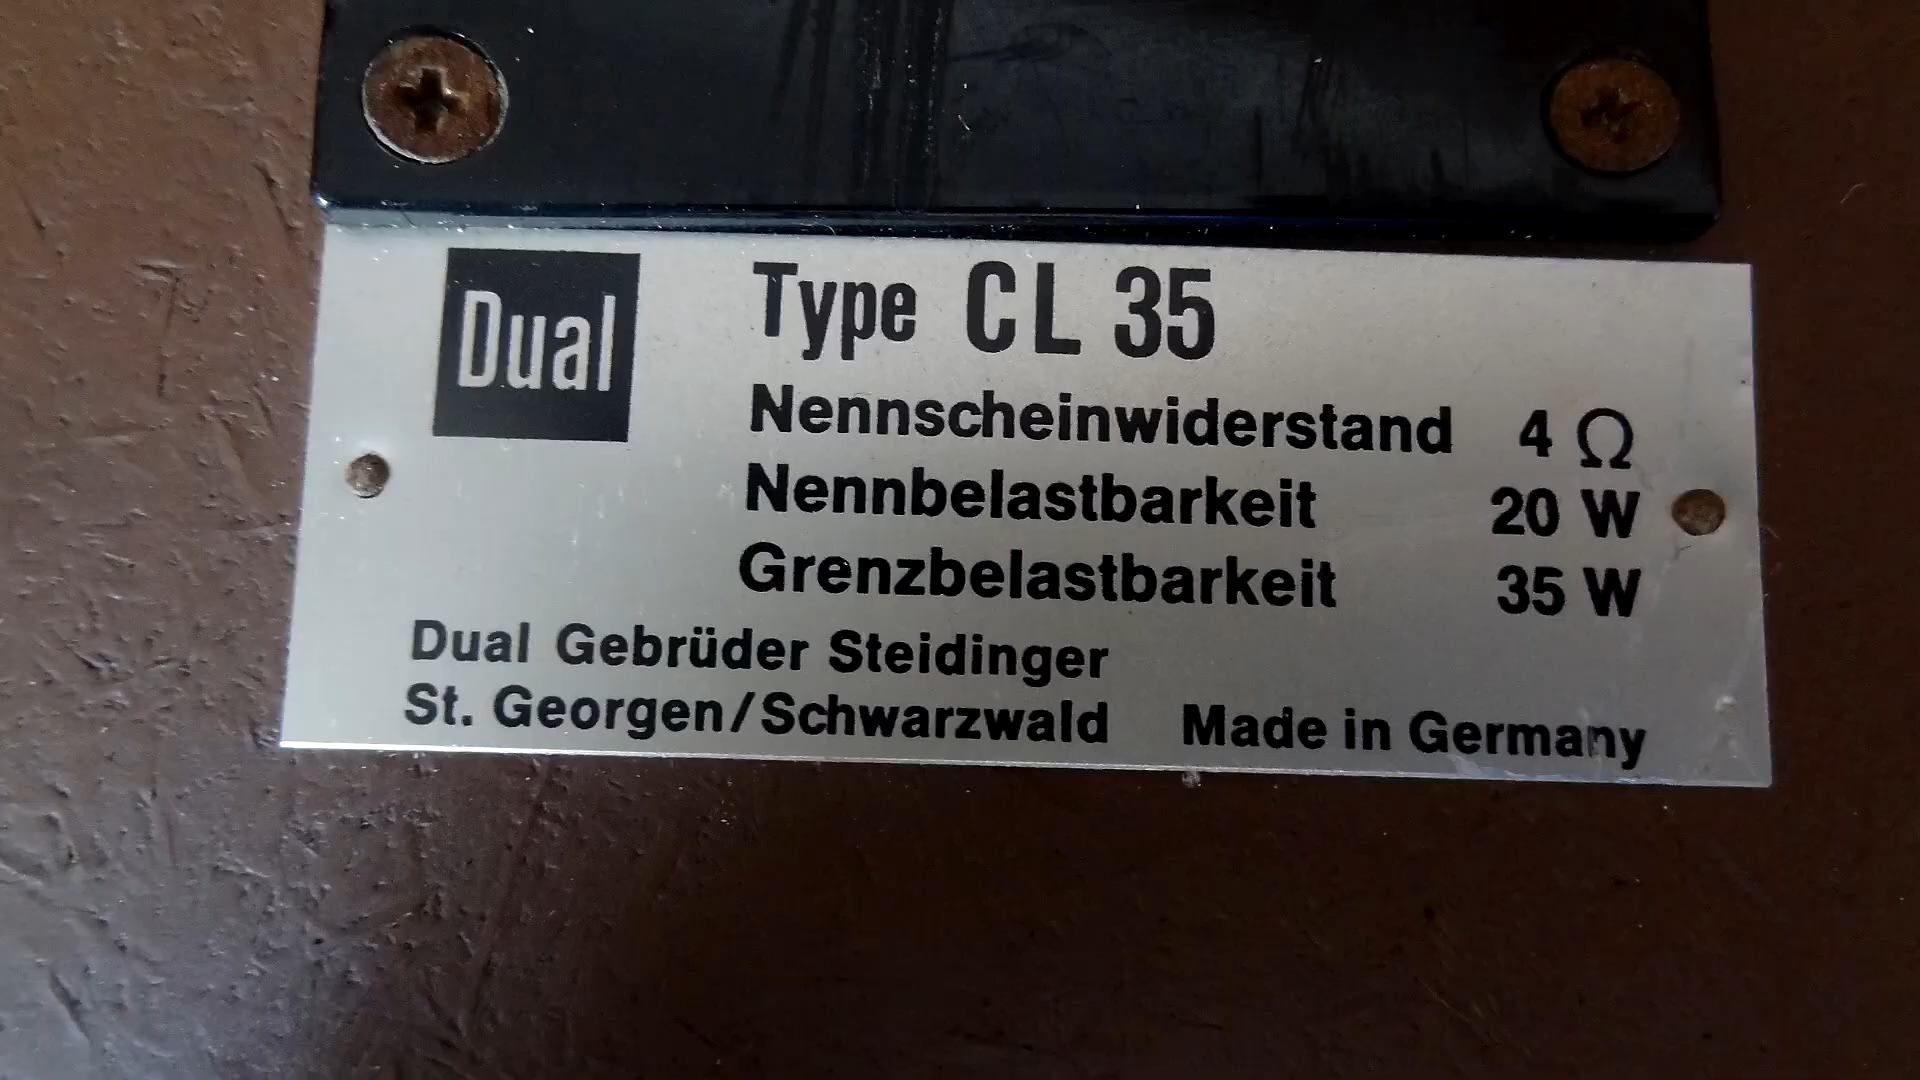 Dual
Type CL 35
Nennscheinwiderstand 4 Ω
Nennbelastbarkeit 20 W
Grenzbelastbarkeit 35 W
Dual Gebrüder Steidinger
St. Georgen/Schwarzwald Made in Germany